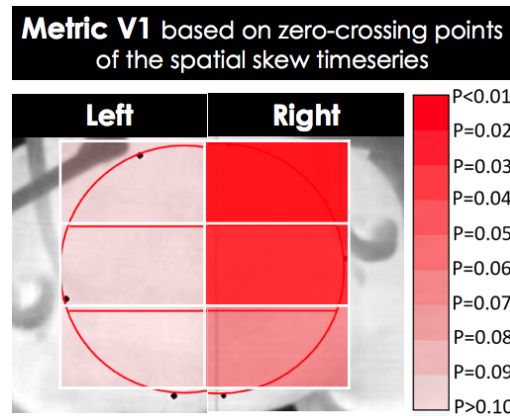 Metric V1 based on zero-crossing points
of the spatial skew timeseries
Left
Right
P<0.01
P=0.02
P=0.03
P=0.04
P=0.05
P=0.06
P=0.07
P=0.08
P=0.09
P>0.10